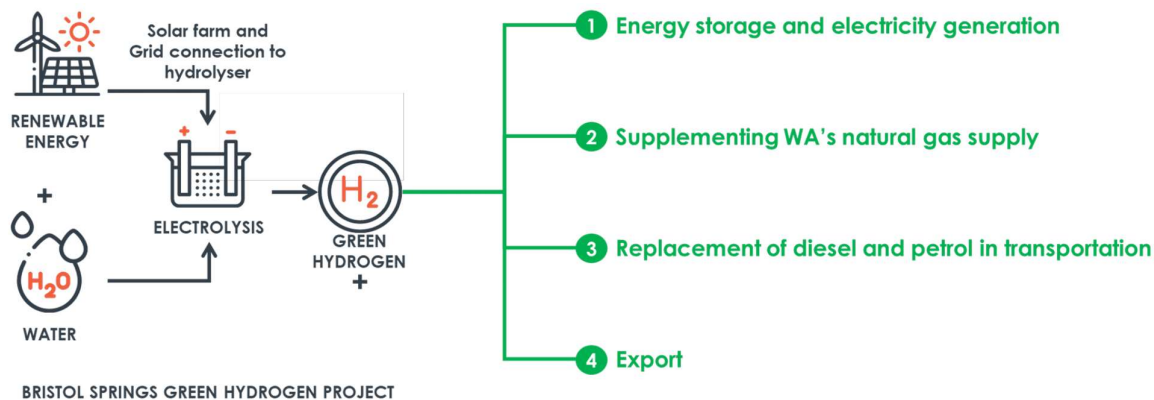 Solar farm and
Grid connection to
hydrolyser
RENEWABLE
ENERGY
+
+ -
ELECTROLYSIS
H2O
WATER
H2
GREEN
HYDROGEN
+
1 Energy storage and electricity generation
2 Supplementing WA's natural gas supply
3 Replacement of diesel and petrol in transportation
4 Export
BRISTOL SPRINGS GREEN HYDROGEN PROJECT